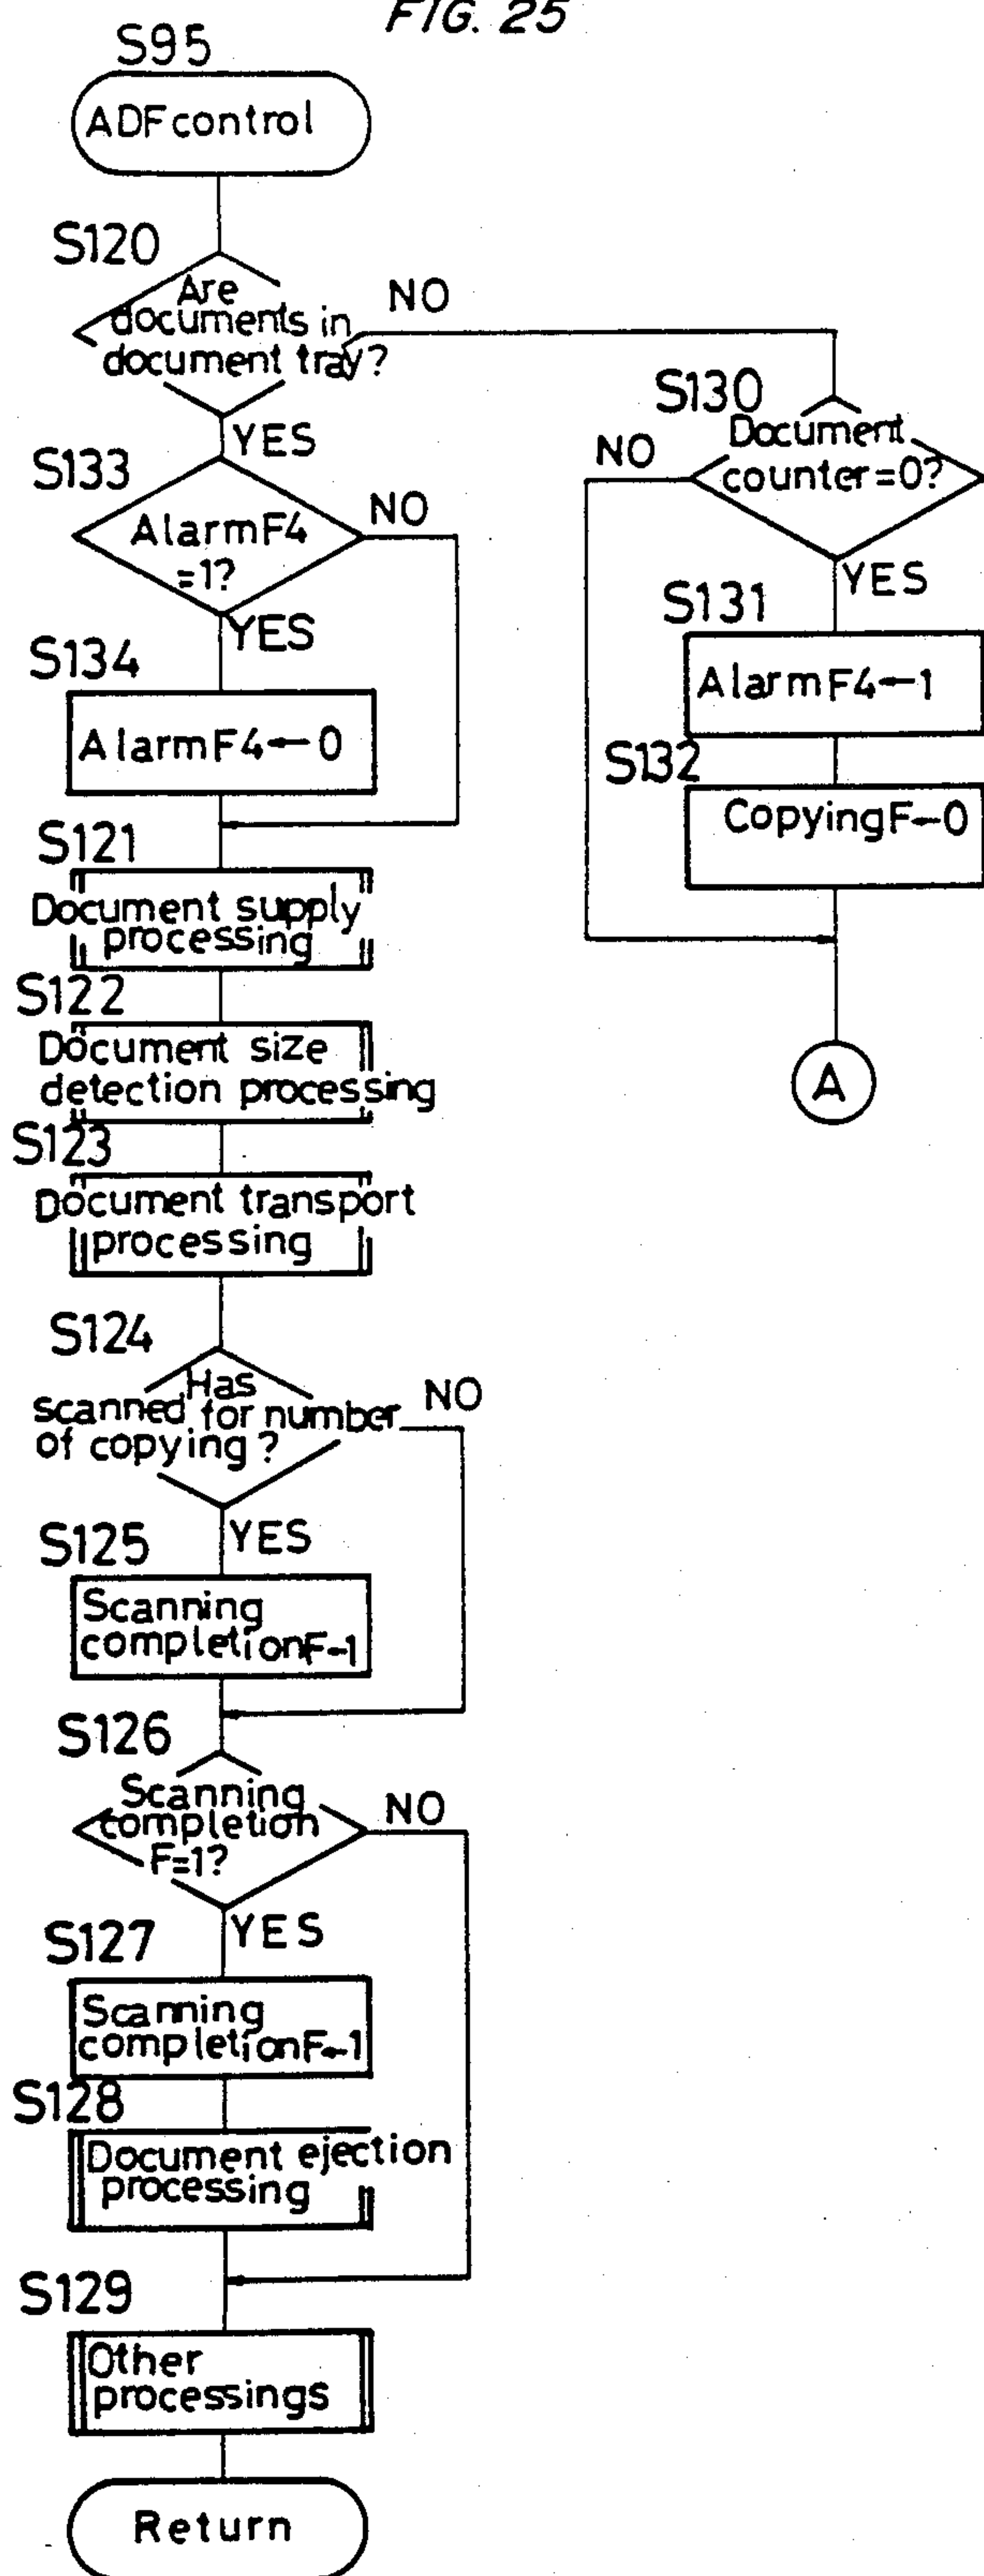 FIG. 25
S95
ADFcontrol
S120
Are
documents in
document tray?
NO
YES
S133
AlarmF4
=1?
NO
YES
S134
AlarmF4←0
S121
Document supply
processing
S122
Document size
detection processing
S123
Document transport
processing
S124
Has
scanned for number
of copying?
NO
YES
S125
Scanning
completionF←1
S126
Scanning
completion
F=1?
NO
YES
S127
Scanning
completionF←1
S128
Document ejection
processing
S129
Other
processings
Return
S130
Document
counter=0?
NO
YES
S131
AlarmF4←1
S132
CopyingF←0
A